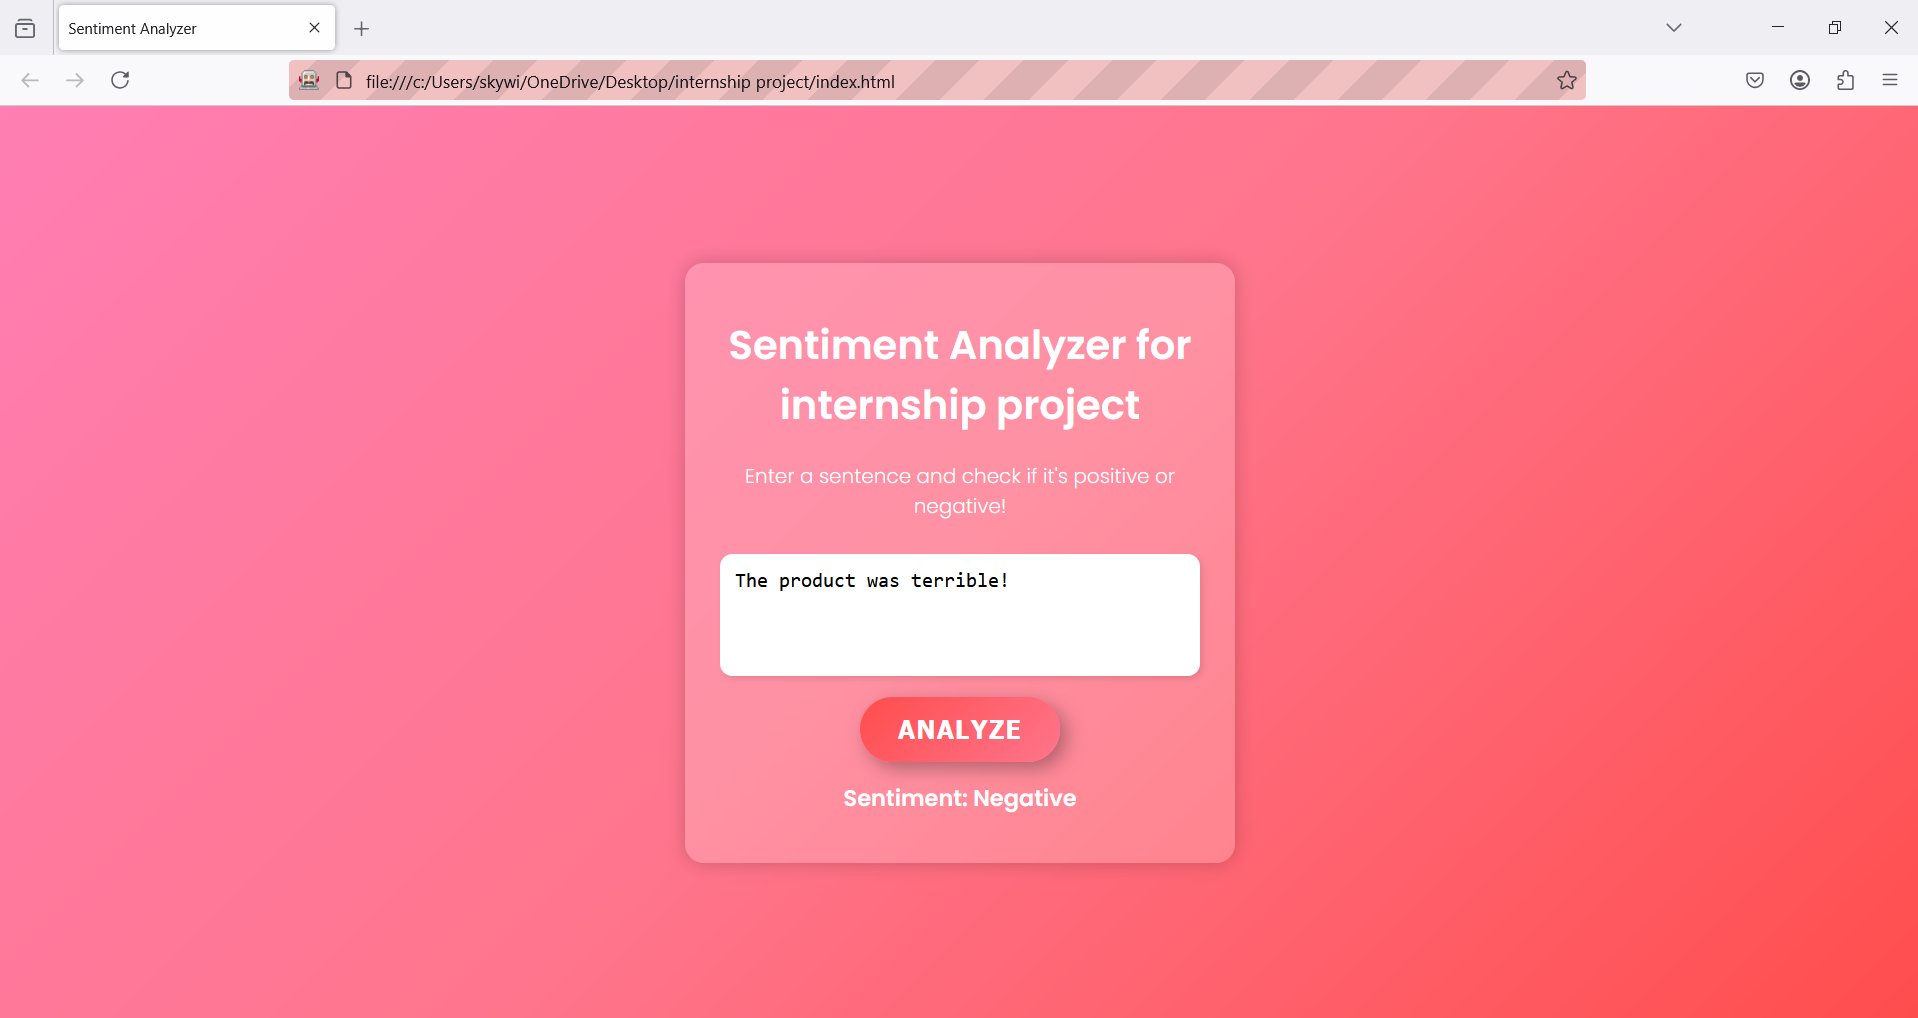 Sentiment Analyzer
file:///c:/Users/skywi/OneDrive/Desktop/internship project/index.html
Sentiment Analyzer for
internship project
Enter a sentence and check if it's positive or
negative!
The product was terrible!
ANALYZE
Sentiment: Negative